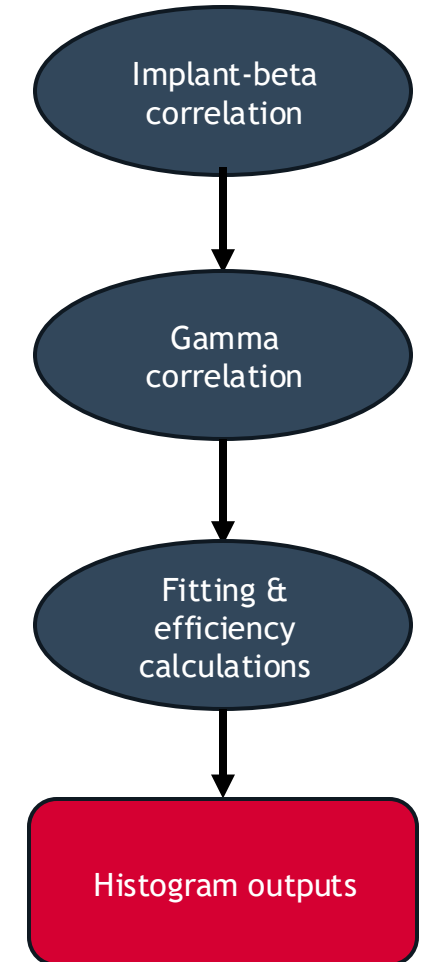 Implant-beta
correlation
Gamma
correlation
Fitting &
efficiency
calculations
Histogram outputs